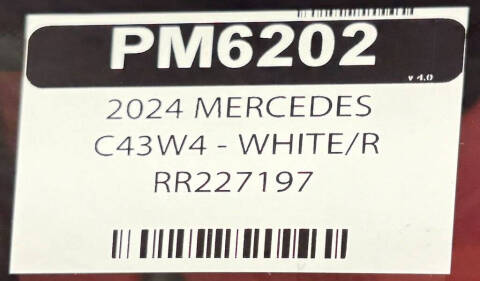 PM6202
v 4.0
2024 MERCEDES
C43W4 - WHITE/R
RR227197